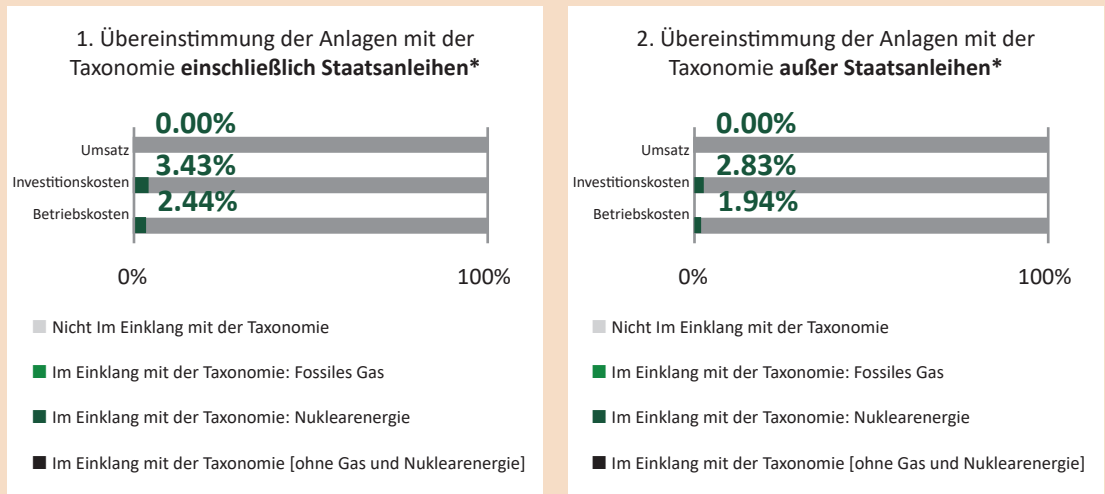 1. Übereinstimmung der Anlagen mit der
Taxonomie einschließlich Staatsanleihen*
0.00%
Umsatz
3.43%
Investitionskosten
2.44%
Betriebskosten
0%
100%
Nicht Im Einklang mit der Taxonomie
Im Einklang mit der Taxonomie: Fossiles Gas
Im Einklang mit der Taxonomie: Nuklearenergie
Im Einklang mit der Taxonomie [ohne Gas und Nuklearenergie]
2. Übereinstimmung der Anlagen mit der
Taxonomie außer Staatsanleihen*
0.00%
Umsatz
2.83%
Investitionskosten
1.94%
Betriebskosten
0%
100%
Nicht Im Einklang mit der Taxonomie
Im Einklang mit der Taxonomie: Fossiles Gas
Im Einklang mit der Taxonomie: Nuklearenergie
Im Einklang mit der Taxonomie [ohne Gas und Nuklearenergie]